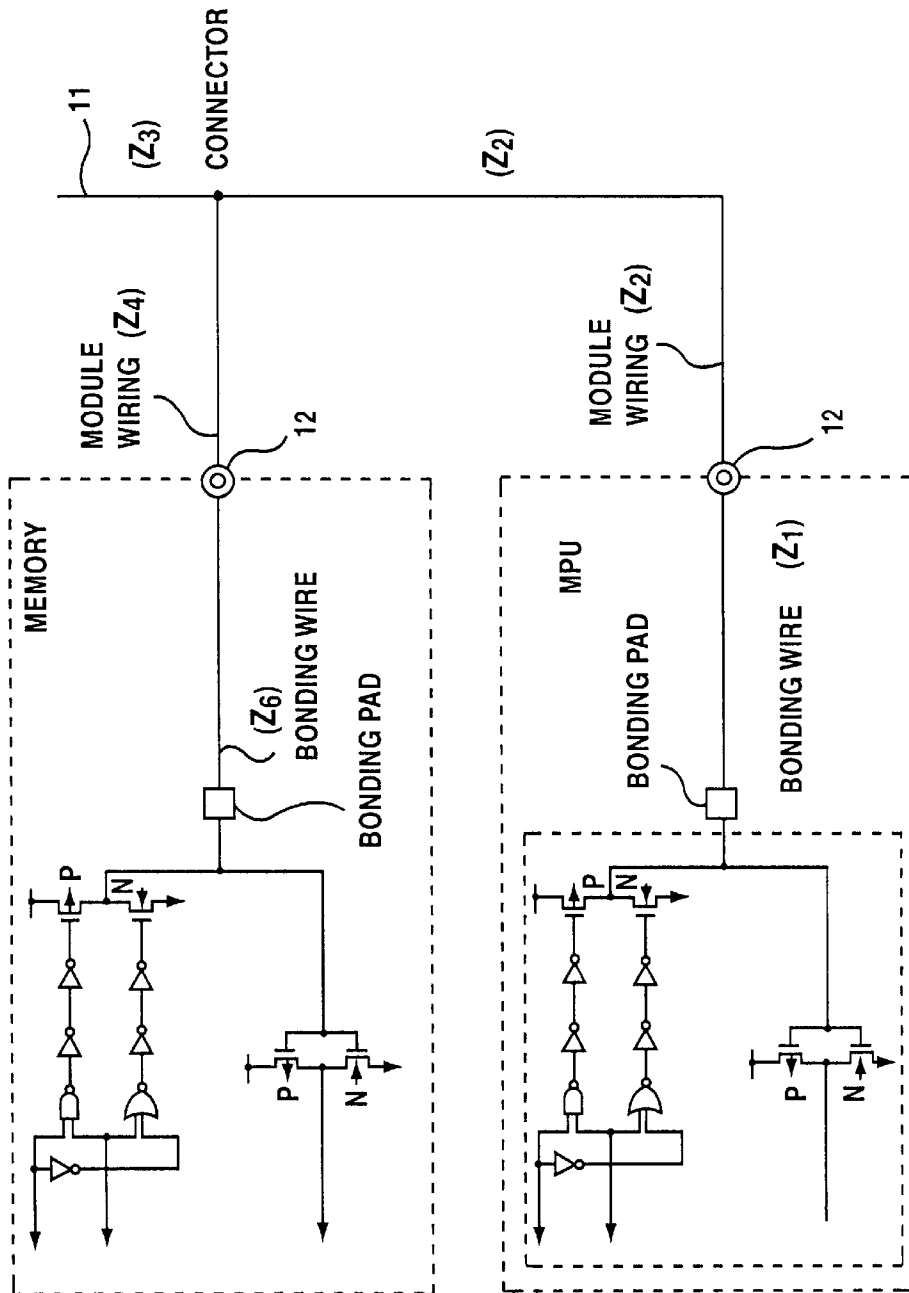 11
(Z3)
CONNECTOR
(Z2)
MODULE
WIRING (Z4)
12
MODULE
WIRING (Z2)
12
MEMORY
(Z6)
BONDING WIRE
BONDING PAD
P
N
P
N
MPU
(Z1)
BONDING WIRE
BONDING PAD
P
N
P
N